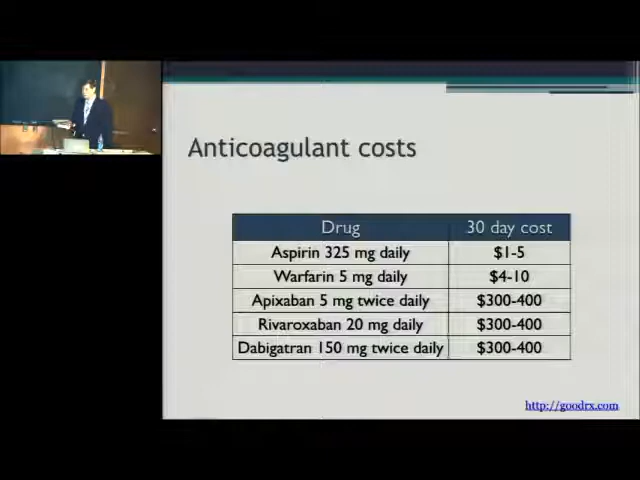 Anticoagulant costs
Drug 30 day cost
Aspirin 325 mg daily $1-5
Warfarin 5 mg daily $4-10
Apixaban 5 mg twice daily $300-400
Rivaroxaban 20 mg daily $300-400
Dabigatran 150 mg twice daily $300-400
http://goodrx.com